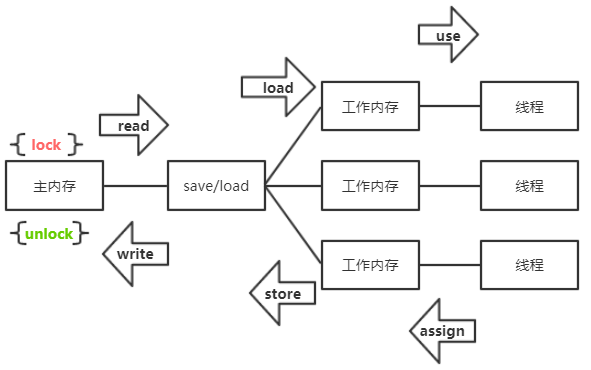 use
load
工作内存
线程
read
{lock}
主内存
save/load
工作内存
线程
{unlock}
write
工作内存
线程
store
assign